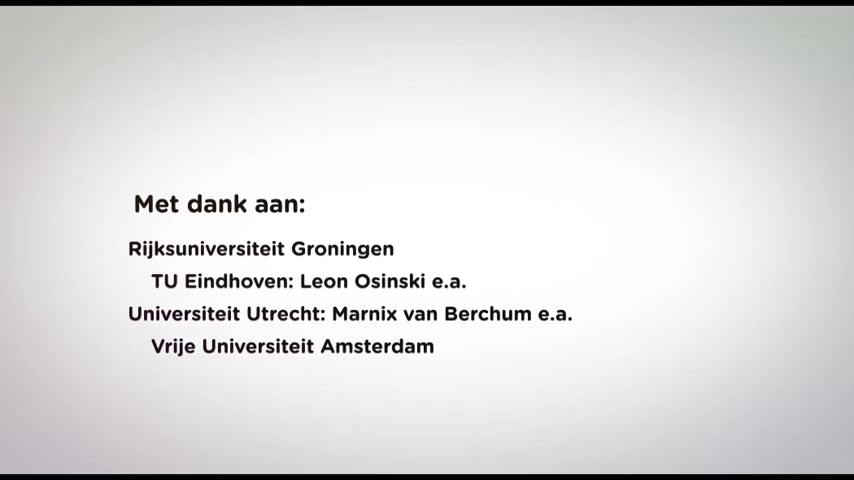 Met dank aan:
Rijksuniversiteit Groningen
TU Eindhoven: Leon Osinski e.a.
Universiteit Utrecht: Marnix van Berchum e.a.
Vrije Universiteit Amsterdam